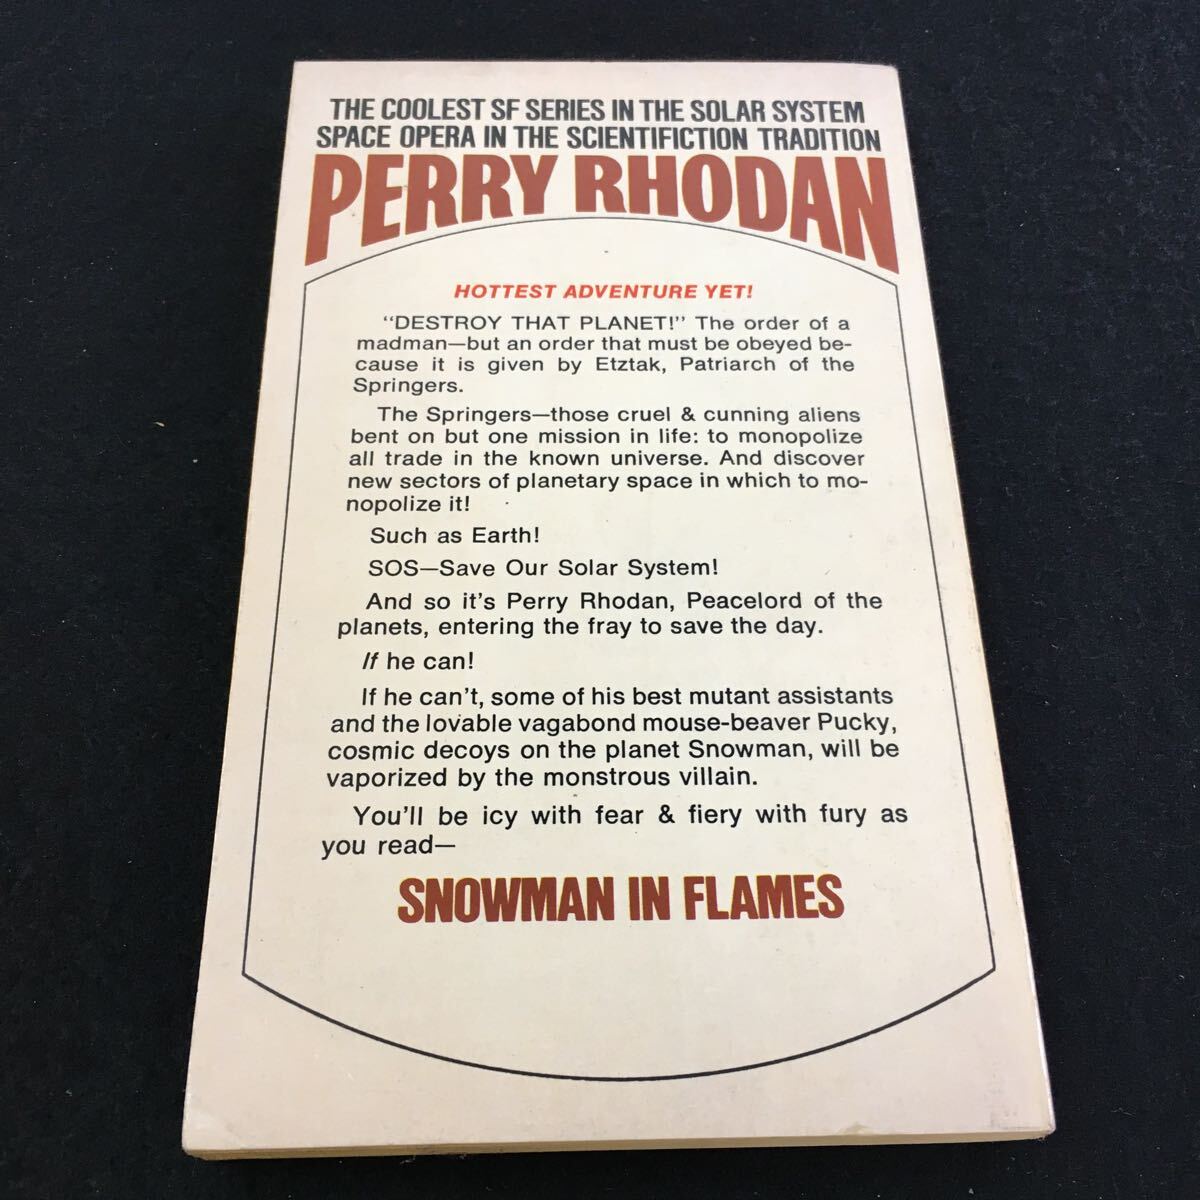 THE COOLEST SF SERIES IN THE SOLAR SYSTEM
SPACE OPERA IN THE SCIENTIFICTION TRADITION
PERRY RHODAN
HOTTEST ADVENTURE YET!
“DESTROY THAT PLANET!” The order of a
madman—but an order that must be obeyed be-
cause it is given by Etztak, Patriarch of the
Springers.
The Springers—those cruel & cunning aliens
bent on but one mission in life: to monopolize
all trade in the known universe. And discover
new sectors of planetary space in which to mo-
nopolize it!
Such as Earth!
SOS—Save Our Solar System!
And so it's Perry Rhodan, Peacelord of the
planets, entering the fray to save the day.
If he can!
If he can't, some of his best mutant assistants
and the lovable vagabond mouse-beaver Pucky,
cosmic decoys on the planet Snowman, will be
vaporized by the monstrous villain.
You'll be icy with fear & fiery with fury as
you read—
SNOWMAN IN FLAMES